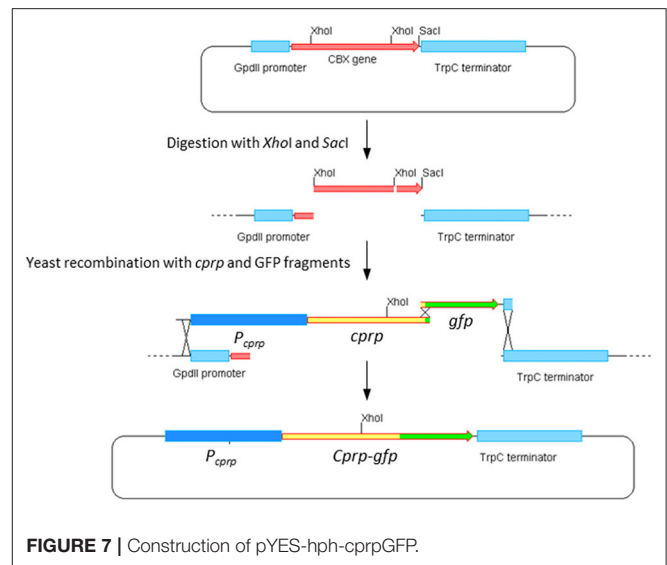 XhoI XhoI SacI
GpdII promoter CBX gene TrpC terminator
Digestion with XhoI and SacI
XhoI XhoI SacI
GpdII promoter TrpC terminator
Yeast recombination with cprp and GFP fragments
XhoI
Pcprp cprp gfp
GpdII promoter TrpC terminator
XhoI
Pcprp Cprp-gfp TrpC terminator
FIGURE 7 | Construction of pYES-hph-cprpGFP.